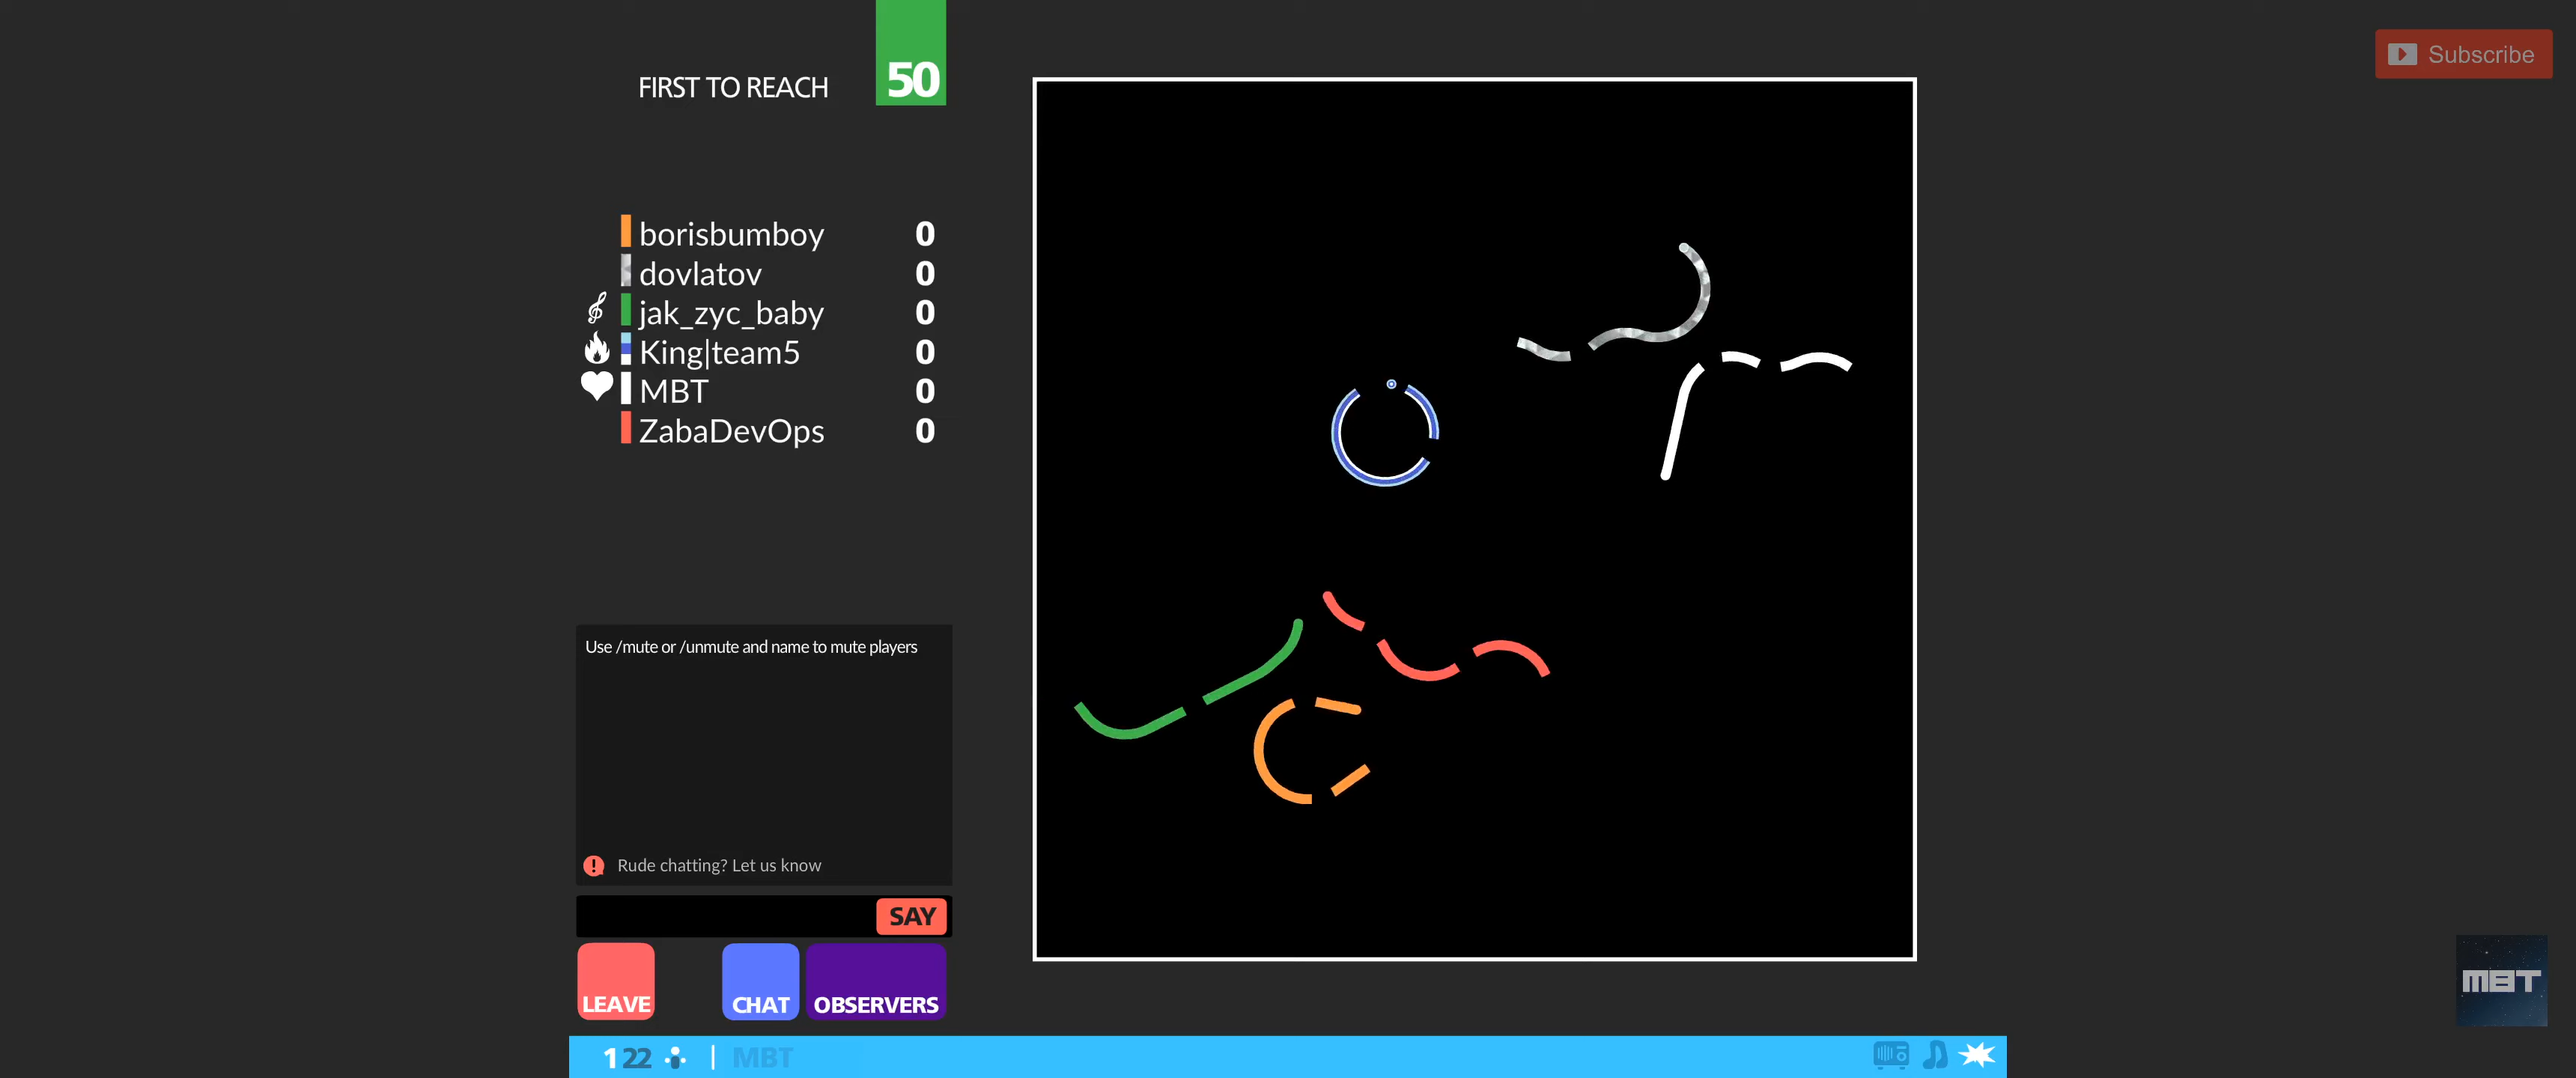 FIRST TO REACH 50
Subscribe
borisbumboy 0
dovlatov 0
jak_zyc_baby 0
King|team5 0
MBT 0
ZabaDevOps 0
Use /mute or /unmute and name to mute players
Rude chatting? Let us know
SAY
LEAVE CHAT OBSERVERS
MBT
1 22 | MBT